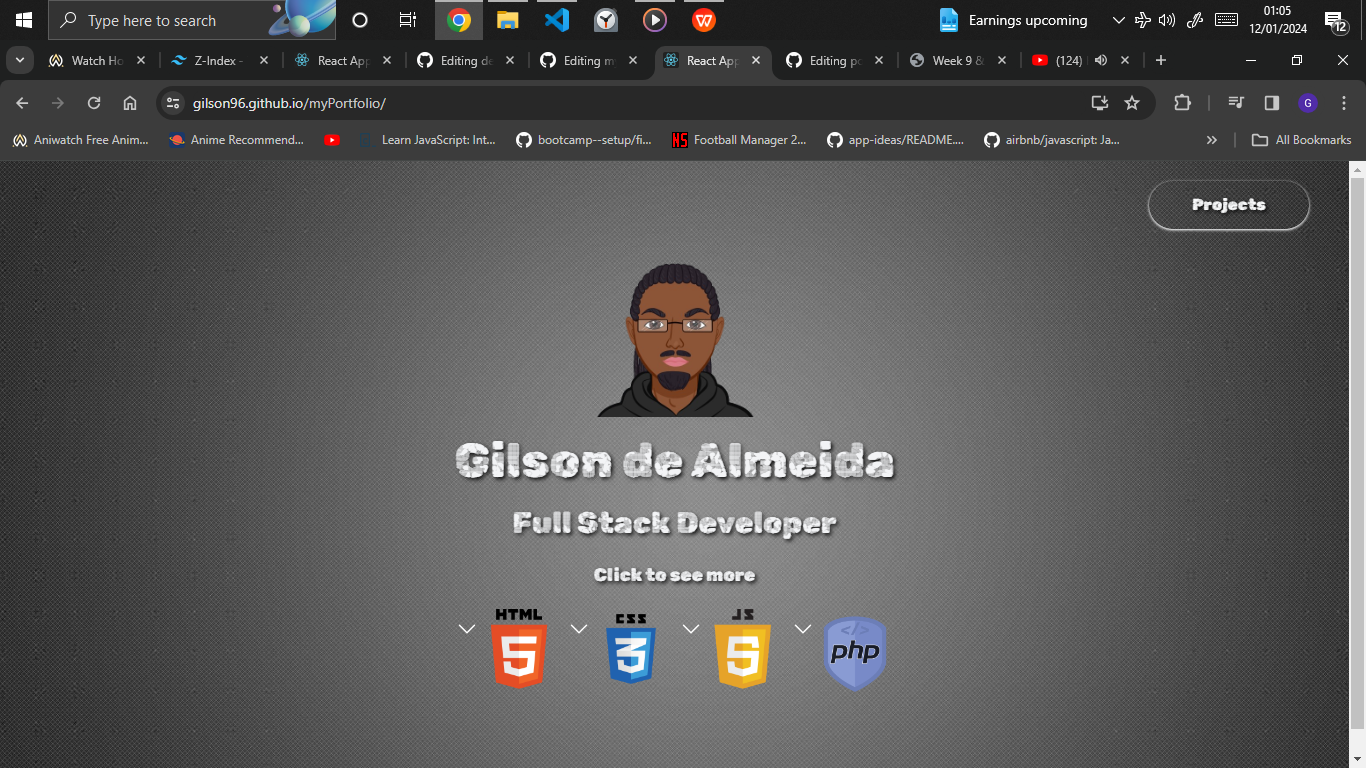 Type here to search
Earnings upcoming
01:05
12/01/2024
12
Watch Ho
Z-Index -
React App
Editing de
Editing m
React App
Editing po
Week 9 &
(124)
gilson96.github.io/myPortfolio/
G
Aniwatch Free Anim...
Anime Recommend...
Learn JavaScript: Int...
bootcamp--setup/fi...
NS
Football Manager 2...
app-ideas/README....
airbnb/javascript: Ja...
All Bookmarks
Projects
Gilson de Almeida
Full Stack Developer
Click to see more
HTML
5
CSS
3
JS
</>
php